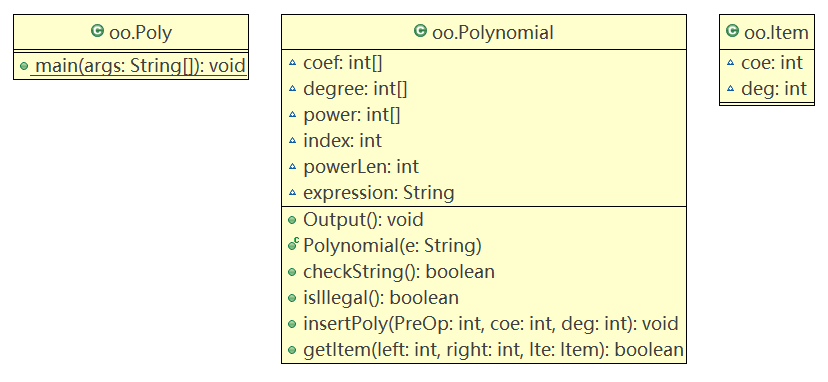 oo.Poly
main(args: String[]): void
oo.Polynomial
coef: int[]
degree: int[]
power: int[]
index: int
powerLen: int
expression: String
Output(): void
Polynomial(e: String)
checkString(): boolean
isIllegal(): boolean
insertPoly(PreOp: int, coe: int, deg: int): void
getItem(left: int, right: int, Ite: Item): boolean
oo.Item
coe: int
deg: int